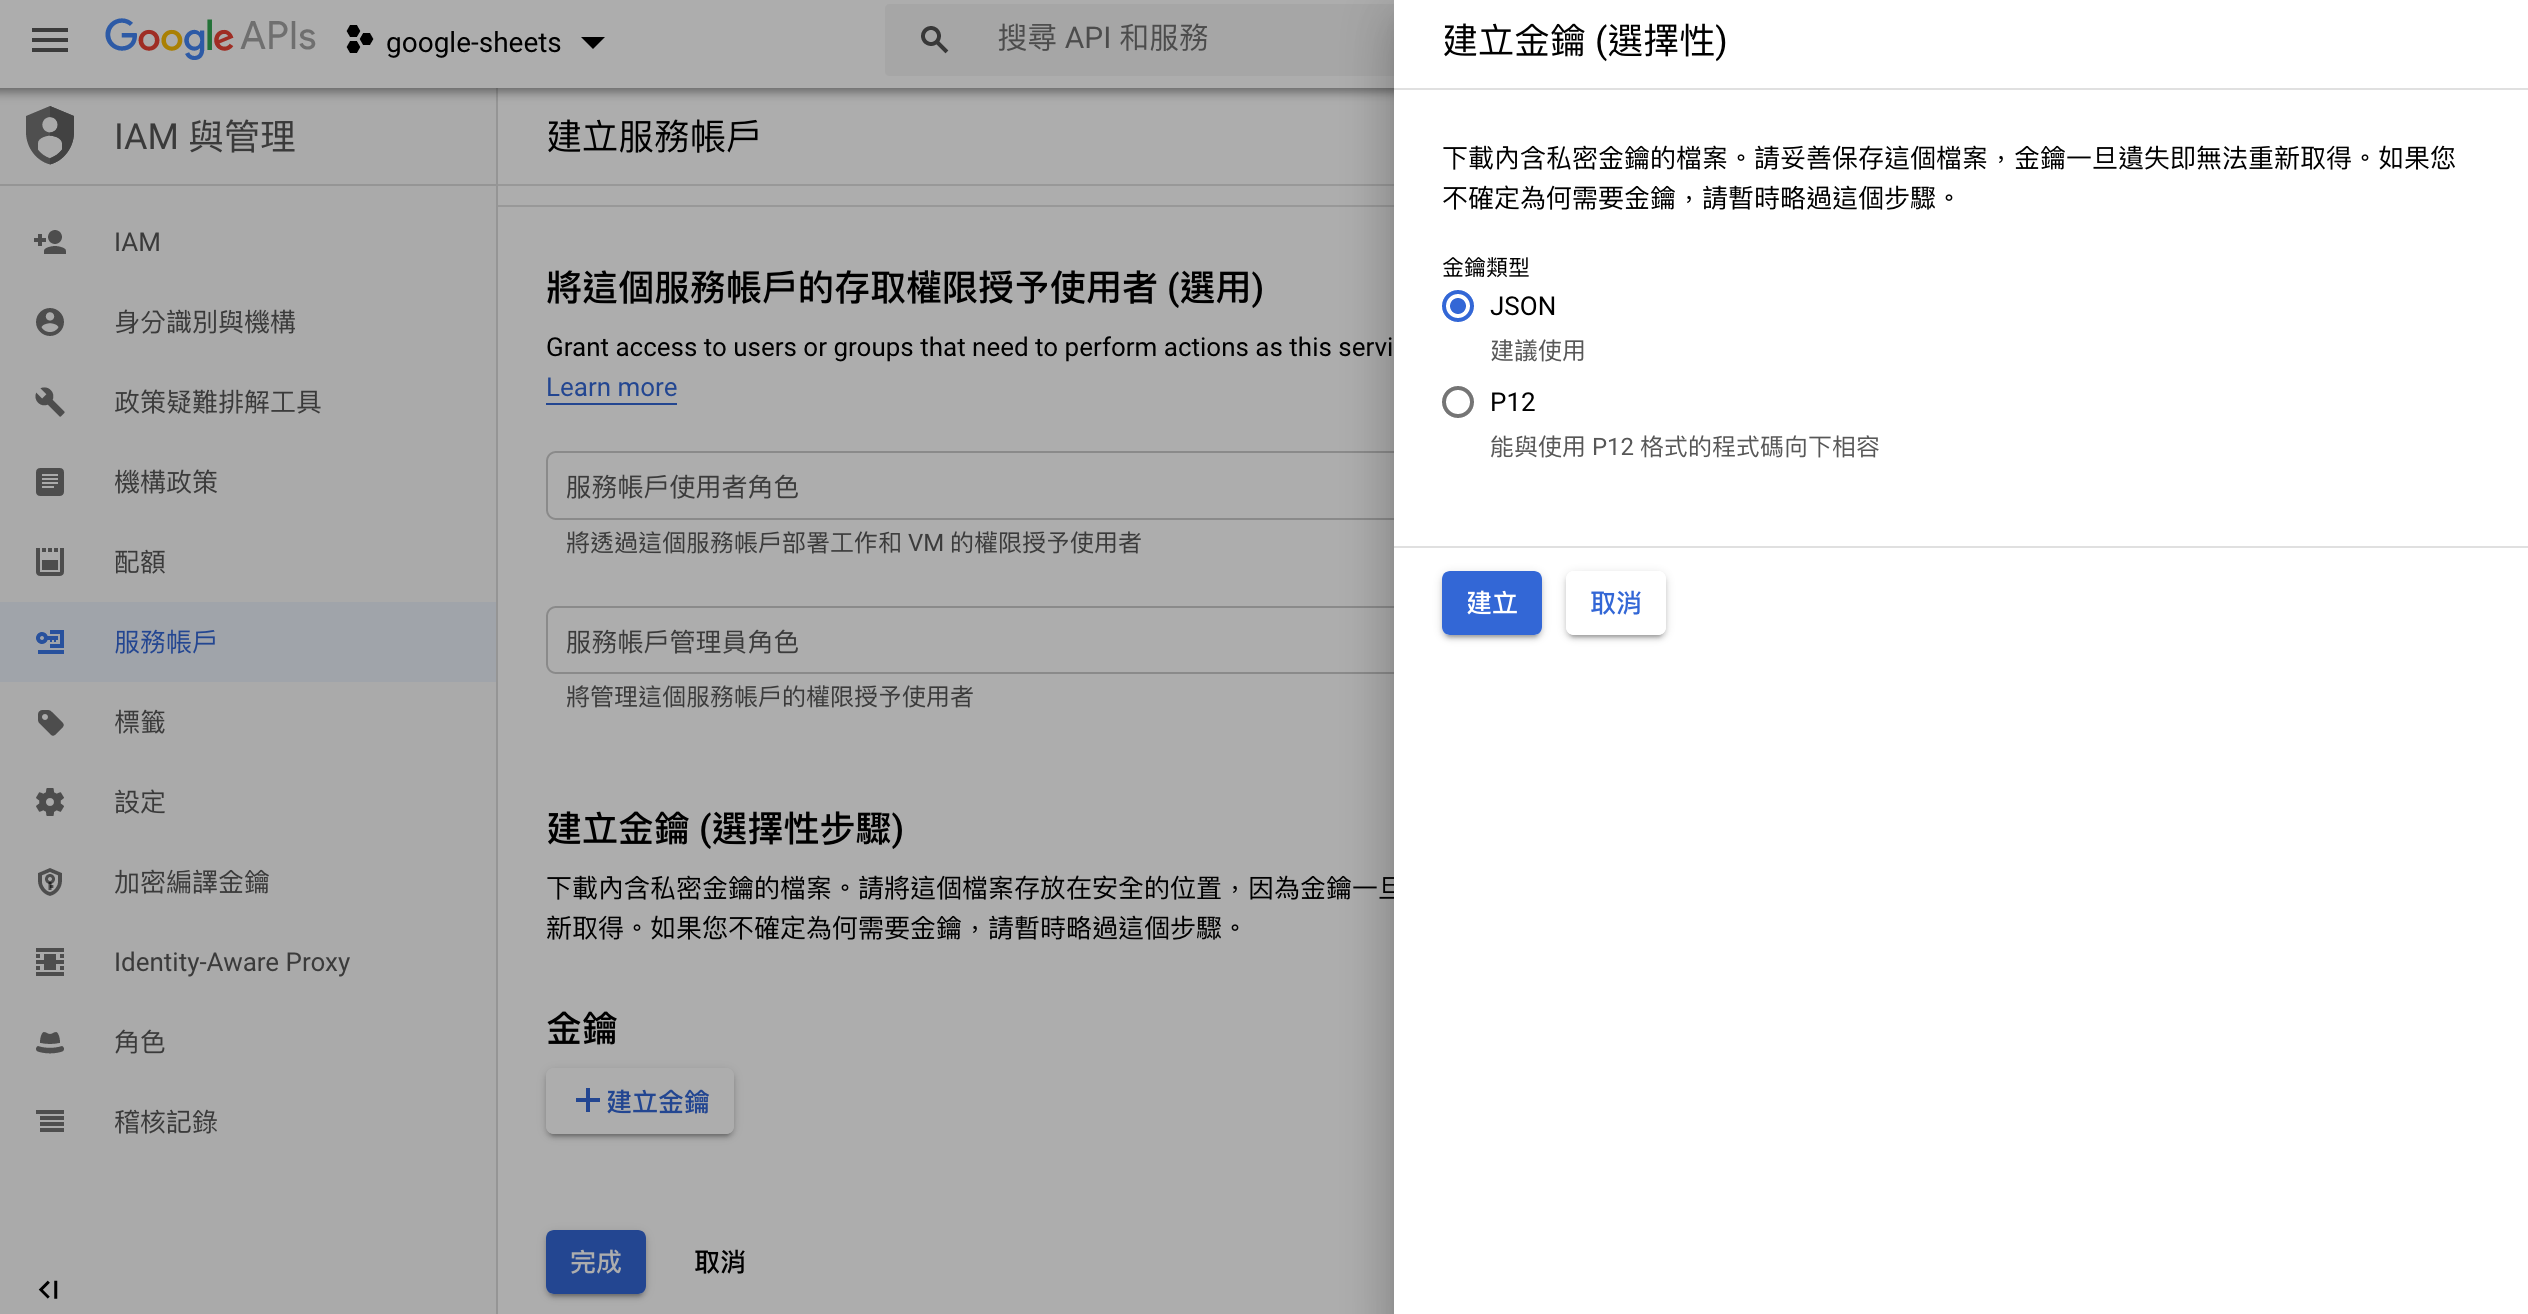 Google APIs
google-sheets
搜尋 API 和服務
IAM 與管理
IAM
身分識別與機構
政策疑難排解工具
機構政策
配額
服務帳戶
標籤
設定
加密編譯金鑰
Identity-Aware Proxy
角色
稽核記錄
建立服務帳戶
將這個服務帳戶的存取權限授予使用者 (選用)
Grant access to users or groups that need to perform actions as this servi
Learn more
服務帳戶使用者角色
將透過這個服務帳戶部署工作和 VM 的權限授予使用者
服務帳戶管理員角色
將管理這個服務帳戶的權限授予使用者
建立金鑰 (選擇性步驟)
下載內含私密金鑰的檔案。請將這個檔案存放在安全的位置，因為金鑰一旦
新取得。如果您不確定為何需要金鑰，請暫時略過這個步驟。
金鑰
建立金鑰
完成
取消
建立金鑰 (選擇性)
下載內含私密金鑰的檔案。請妥善保存這個檔案，金鑰一旦遺失即無法重新取得。如果您
不確定為何需要金鑰，請暫時略過這個步驟。
金鑰類型
JSON
建議使用
P12
能與使用 P12 格式的程式碼向下相容
建立
取消